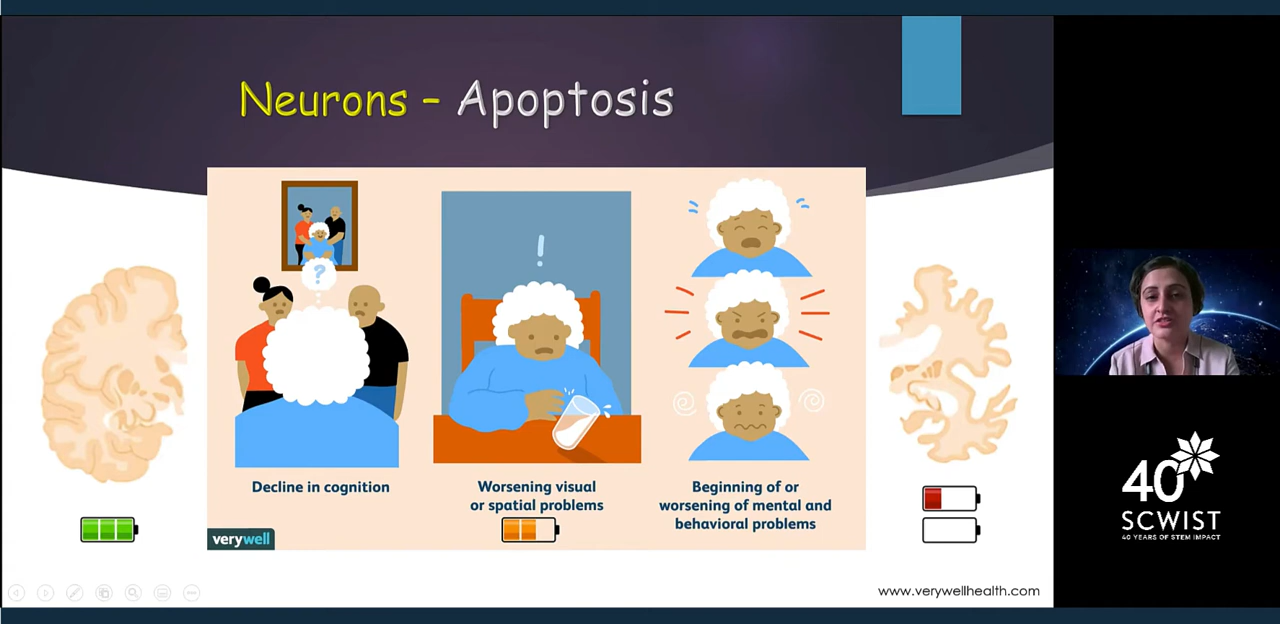 Neurons - Apoptosis
?
!
Decline in cognition
Worsening visual
or spatial problems
Beginning of or
worsening of mental and
behavioral problems
verywell
www.verywellhealth.com
40
SCWIST
40 YEARS OF STEM IMPACT